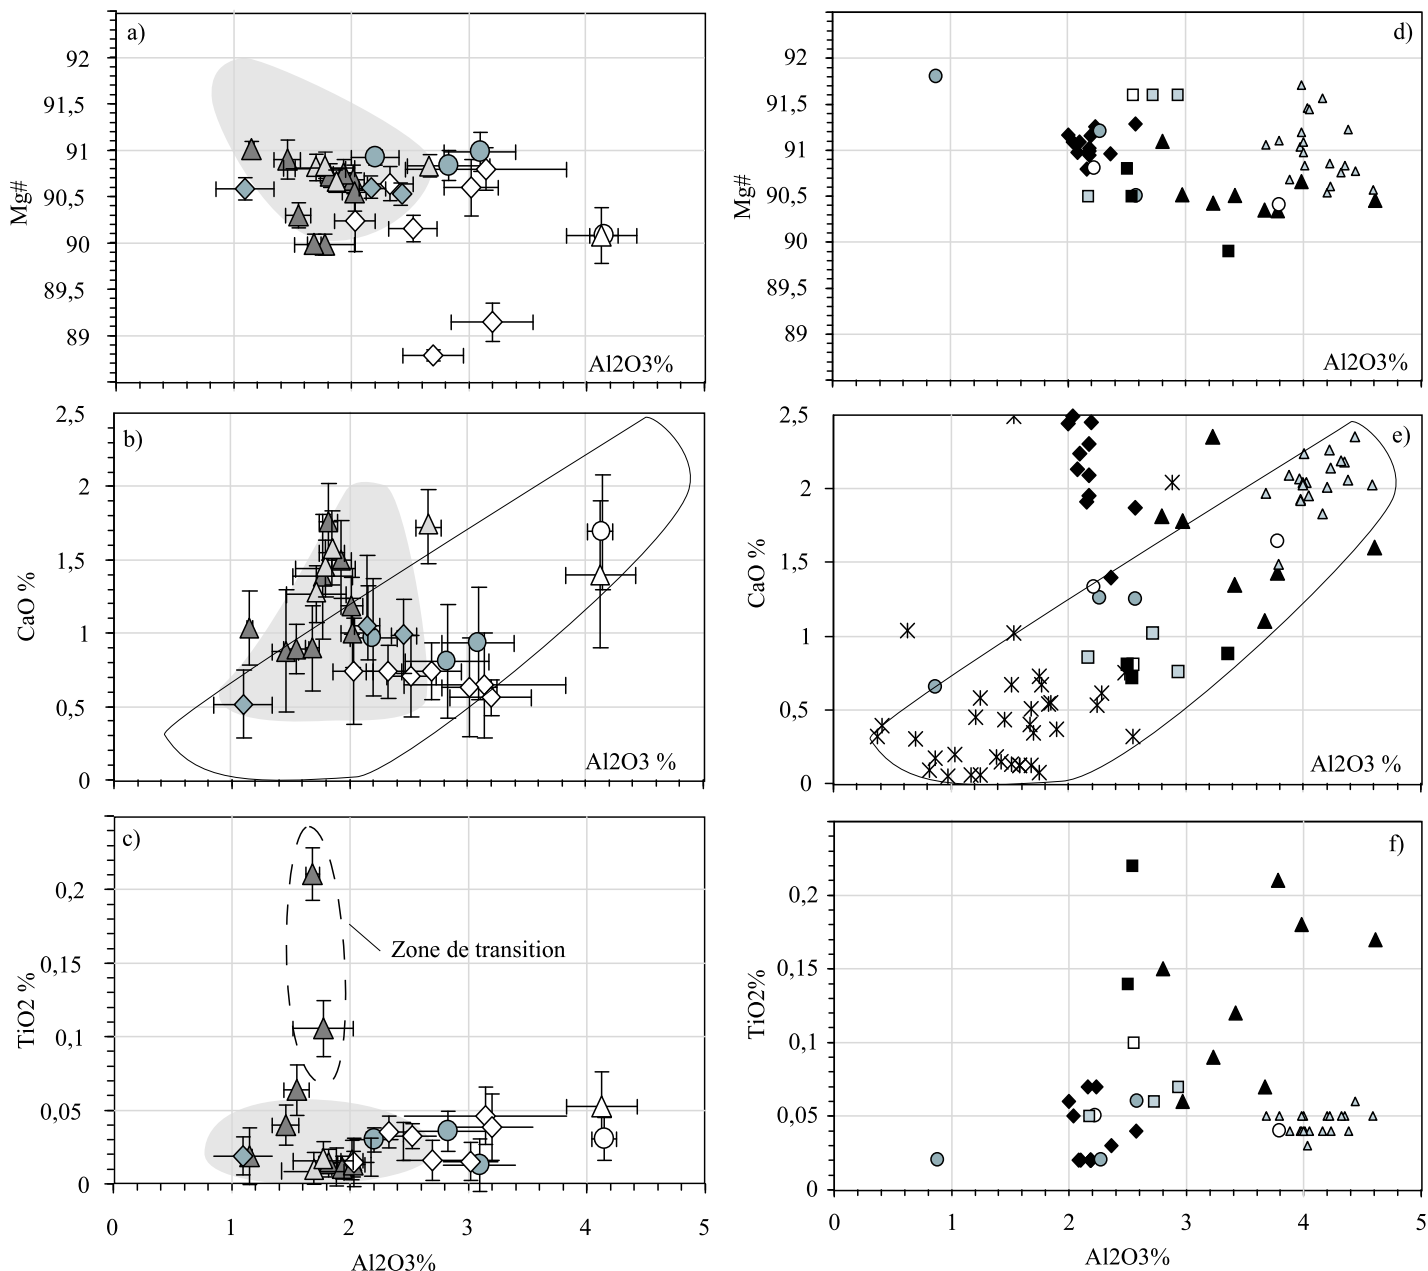 a)
92
91,5
91
90,5
90
89,5
89
Mg#
Al2O3%
d)
92
91,5
91
90,5
90
89,5
89
Mg#
Al2O3%
b)
2,5
2
1,5
1
0,5
0
CaO %
Al2O3 %
e)
2,5
2
1,5
1
0,5
0
CaO %
Al2O3 %
c)
0,2
0,15
0,1
0,05
0
TiO2 %
Zone de transition
0 1 2 3 4 5
Al2O3%
f)
0,2
0,15
0,1
0,05
0
TiO2%
1 2 3 4 5
Al2O3%